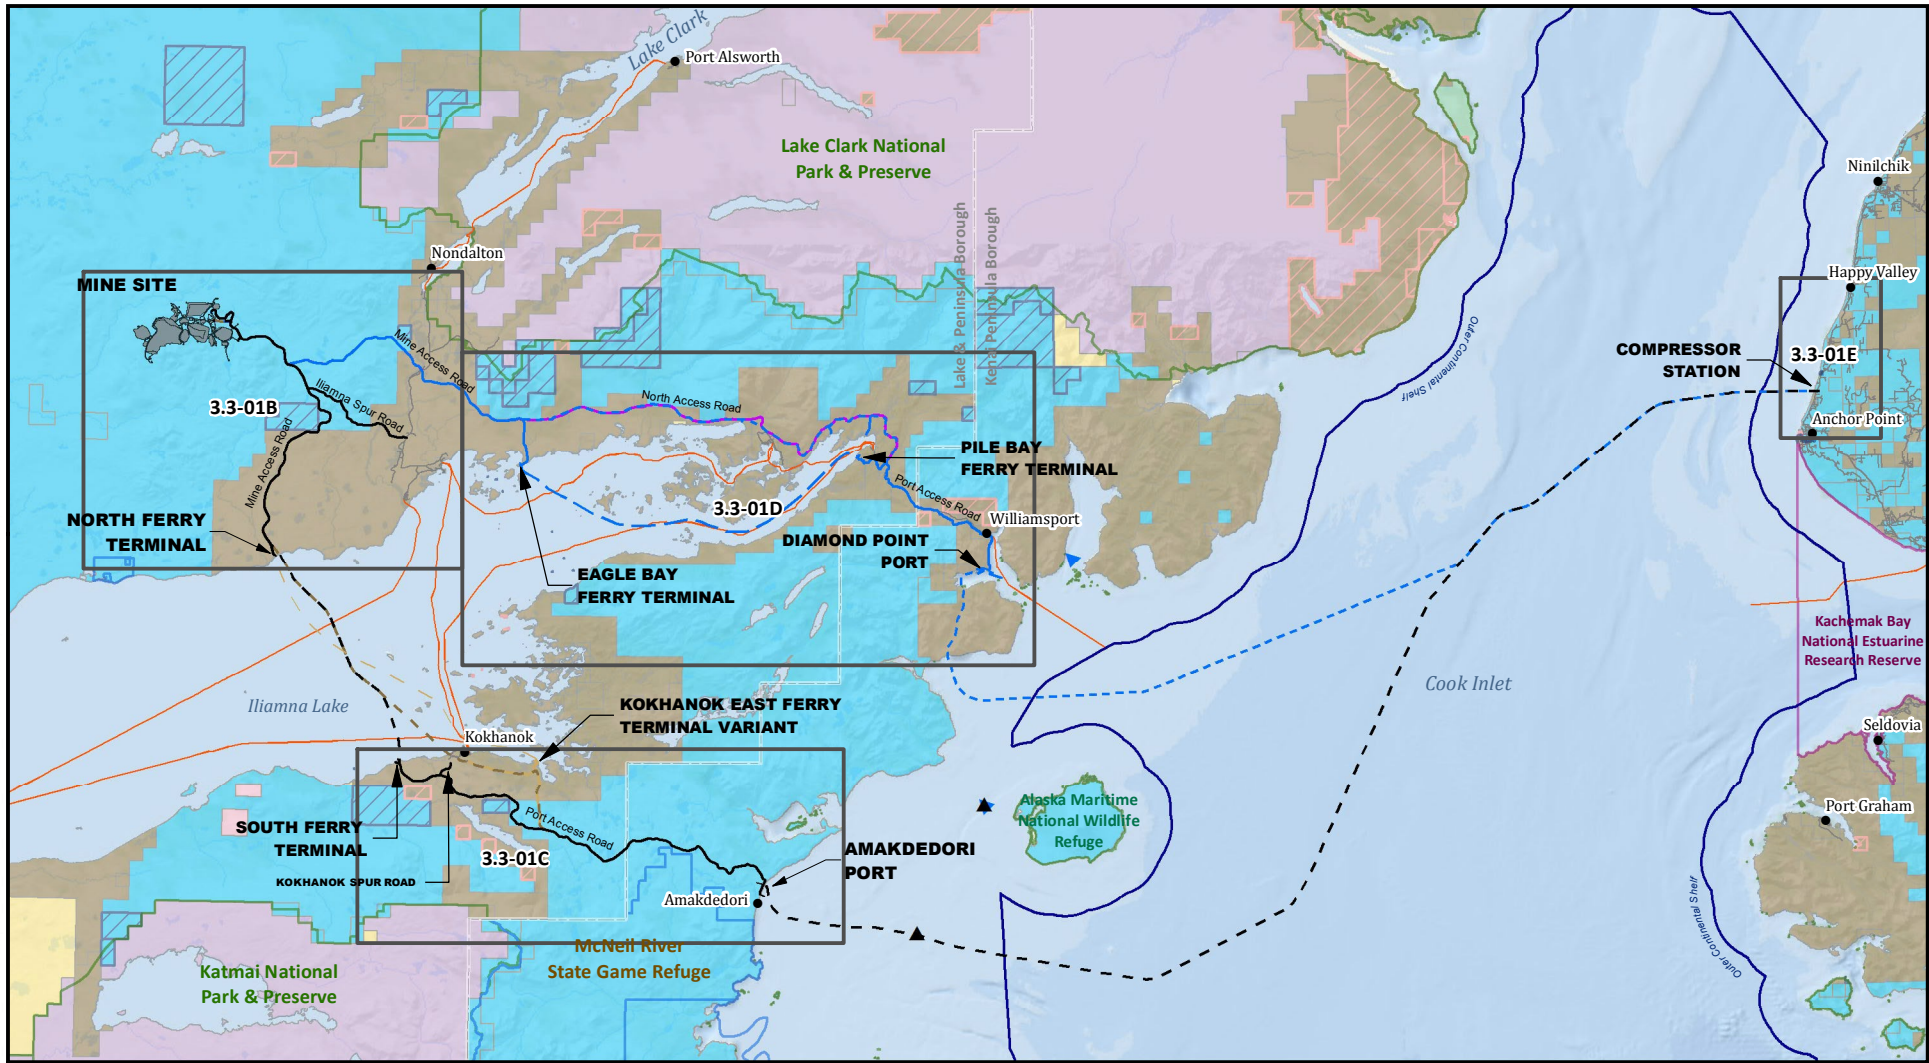 Lake Clark
Port Alsworth
Lake Clark National
Park & Preserve
Ninilchik
Lake & Peninsula Borough
Kenai Peninsula Borough
Nondalton
MINE SITE
Happy Valley
Outer Continental Shelf
Mine Access Road
COMPRESSOR
STATION
3.3-01E
Iliamna Spur Road
3.3-01B
North Access Road
Anchor Point
Mine Access Road
PILE BAY
FERRY TERMINAL
Port Access Road
3.3-01D
Williamsport
NORTH FERRY
TERMINAL
DIAMOND POINT
PORT
EAGLE BAY
FERRY TERMINAL
Kachemak Bay
National Estuarine
Research Reserve
Cook Inlet
Iliamna Lake
KOKHANOK EAST FERRY
TERMINAL VARIANT
Kokhanok
Seldovia
Alaska Maritime
National Wildlife
Refuge
Port Graham
SOUTH FERRY
TERMINAL
Port Access Road
3.3-01C
AMAKDEDORI
PORT
KOKHANOK SPUR ROAD
Amakdedori
Outer Continental Shelf
McNeil River
State Game Refuge
Katmai National
Park & Preserve